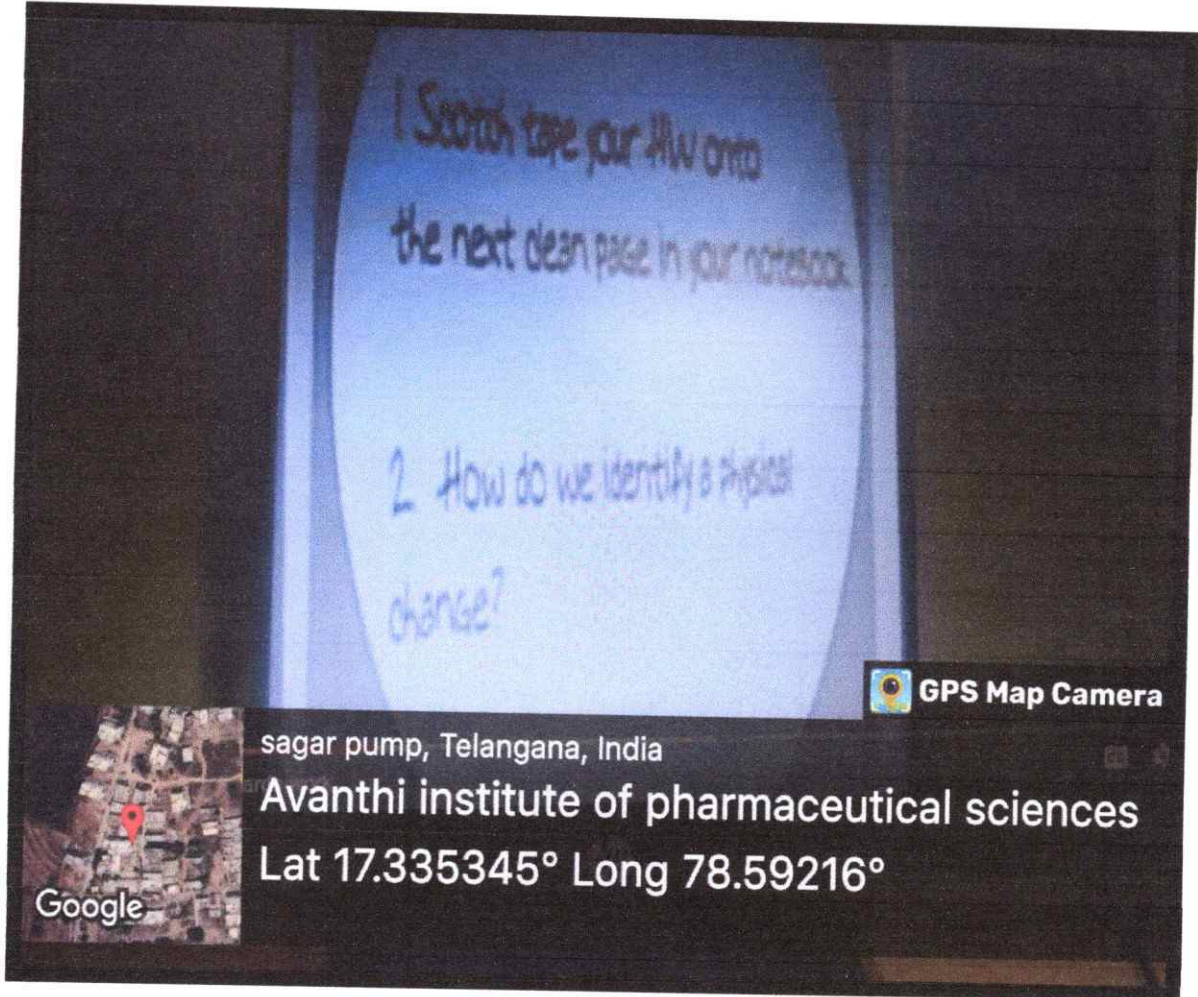 1 Scotch tape your HW onto
the next clean page in your notebook
2 How do we identify a physical
change?
GPS Map Camera
sagar pump, Telangana, India
Avanthi institute of pharmaceutical sciences
Lat 17.335345° Long 78.59216°
Google